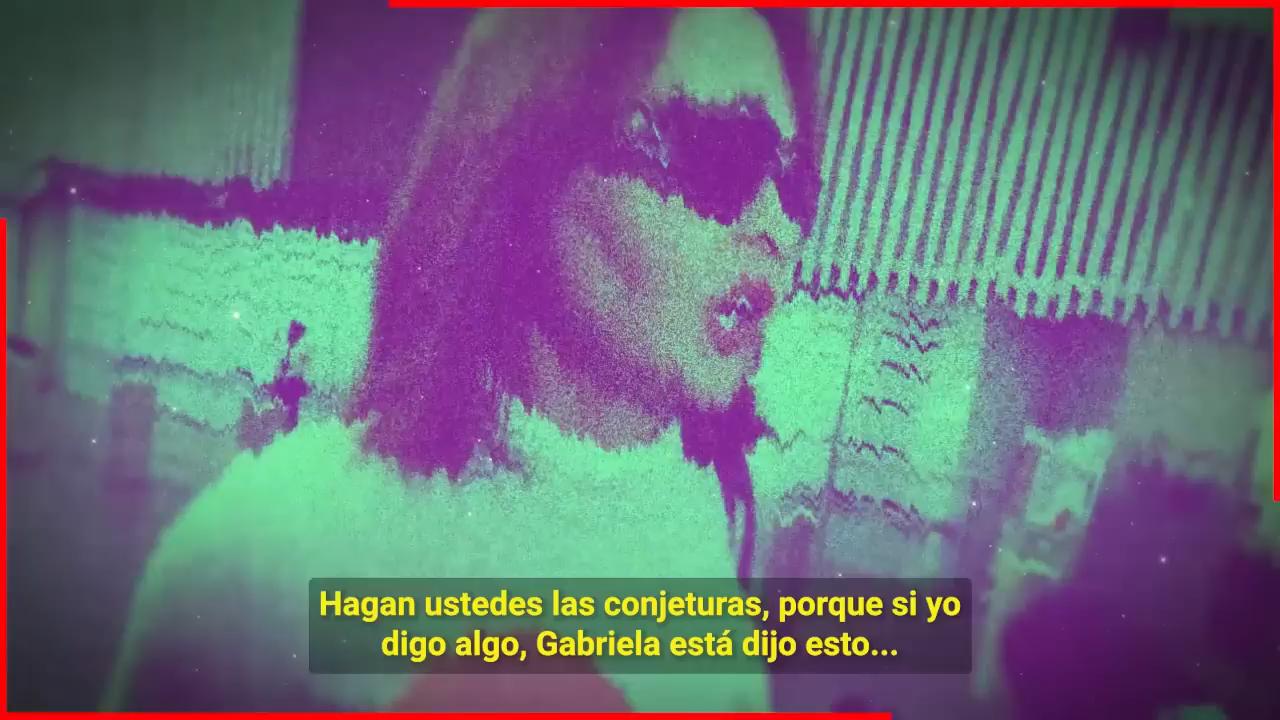 Hagan ustedes las conjeturas, porque si yo
digo algo, Gabriela está dijo esto...